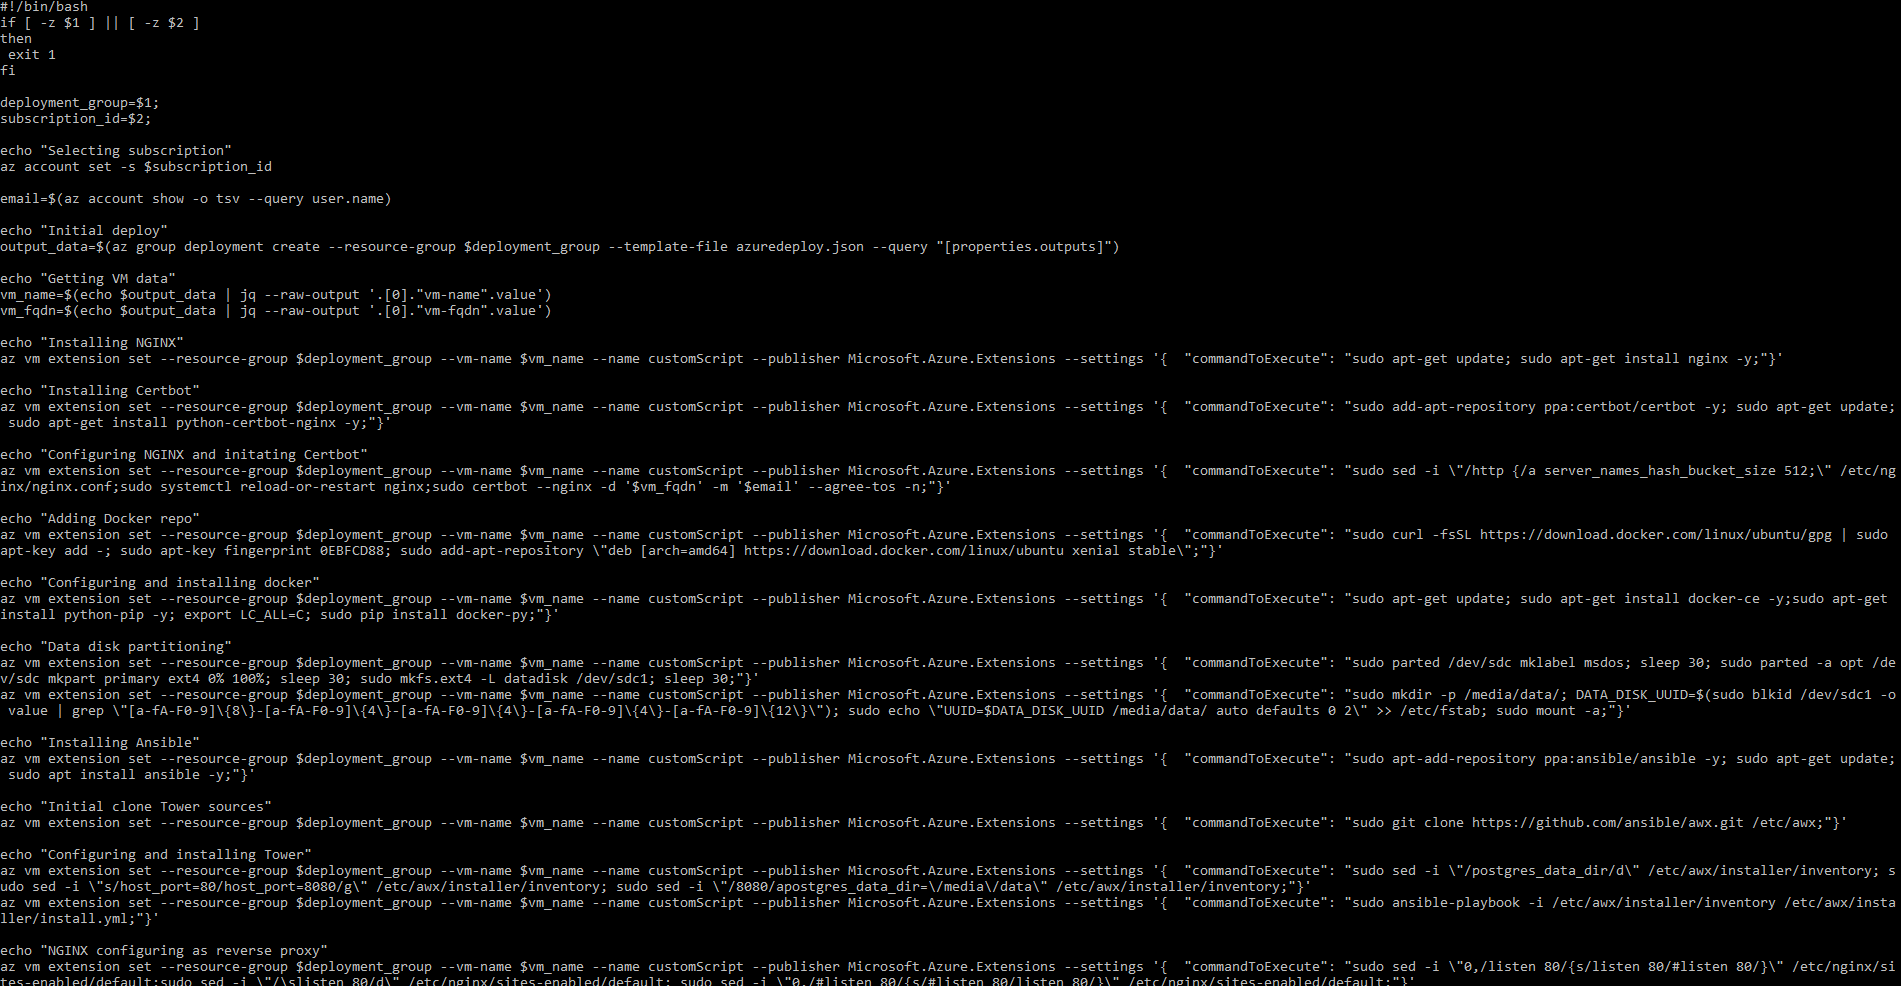 #!/bin/bash
if [ -z $1 ] || [ -z $2 ]
then
 exit 1
fi

deployment_group=$1;
subscription_id=$2;

echo "Selecting subscription"
az account set -s $subscription_id

email=$(az account show -o tsv --query user.name)

echo "Initial deploy"
output_data=$(az group deployment create --resource-group $deployment_group --template-file azuredeploy.json --query "[properties.outputs]")

echo "Getting VM data"
vm_name=$(echo $output_data | jq --raw-output '.[0]."vm-name".value')
vm_fqdn=$(echo $output_data | jq --raw-output '.[0]."vm-fqdn".value')

echo "Installing NGINX"
az vm extension set --resource-group $deployment_group --vm-name $vm_name --name customScript --publisher Microsoft.Azure.Extensions --settings '{  "commandToExecute": "sudo apt-get update; sudo apt-get install nginx -y;"}'

echo "Installing Certbot"
az vm extension set --resource-group $deployment_group --vm-name $vm_name --name customScript --publisher Microsoft.Azure.Extensions --settings '{  "commandToExecute": "sudo add-apt-repository ppa:certbot/certbot -y; sudo apt-get update;
 sudo apt-get install python-certbot-nginx -y;"}'

echo "Configuring NGINX and initating Certbot"
az vm extension set --resource-group $deployment_group --vm-name $vm_name --name customScript --publisher Microsoft.Azure.Extensions --settings '{  "commandToExecute": "sudo sed -i \"/http {/a server_names_hash_bucket_size 512;\" /etc/ng
inx/nginx.conf;sudo systemctl reload-or-restart nginx;sudo certbot --nginx -d '$vm_fqdn' -m '$email' --agree-tos -n;"}'

echo "Adding Docker repo"
az vm extension set --resource-group $deployment_group --vm-name $vm_name --name customScript --publisher Microsoft.Azure.Extensions --settings '{  "commandToExecute": "sudo curl -fsSL https://download.docker.com/linux/ubuntu/gpg | sudo
apt-key add -; sudo apt-key fingerprint 0EBFCD88; sudo add-apt-repository \"deb [arch=amd64] https://download.docker.com/linux/ubuntu xenial stable\";"}'

echo "Configuring and installing docker"
az vm extension set --resource-group $deployment_group --vm-name $vm_name --name customScript --publisher Microsoft.Azure.Extensions --settings '{  "commandToExecute": "sudo apt-get update; sudo apt-get install docker-ce -y;sudo apt-get
install python-pip -y; export LC_ALL=C; sudo pip install docker-py;"}'

echo "Data disk partitioning"
az vm extension set --resource-group $deployment_group --vm-name $vm_name --name customScript --publisher Microsoft.Azure.Extensions --settings '{  "commandToExecute": "sudo parted /dev/sdc mklabel msdos; sleep 30; sudo parted -a opt /de
v/sdc mkpart primary ext4 0% 100%; sleep 30; sudo mkfs.ext4 -L datadisk /dev/sdc1; sleep 30;"}'
az vm extension set --resource-group $deployment_group --vm-name $vm_name --name customScript --publisher Microsoft.Azure.Extensions --settings '{  "commandToExecute": "sudo mkdir -p /media/data/; DATA_DISK_UUID=$(sudo blkid /dev/sdc1 -o
 value | grep \"[a-fA-F0-9]\{8\}-[a-fA-F0-9]\{4\}-[a-fA-F0-9]\{4\}-[a-fA-F0-9]\{4\}-[a-fA-F0-9]\{12\}\"); sudo echo \"UUID=$DATA_DISK_UUID /media/data/ auto defaults 0 2\" >> /etc/fstab; sudo mount -a;"}'

echo "Installing Ansible"
az vm extension set --resource-group $deployment_group --vm-name $vm_name --name customScript --publisher Microsoft.Azure.Extensions --settings '{  "commandToExecute": "sudo apt-add-repository ppa:ansible/ansible -y; sudo apt-get update;
 sudo apt install ansible -y;"}'

echo "Initial clone Tower sources"
az vm extension set --resource-group $deployment_group --vm-name $vm_name --name customScript --publisher Microsoft.Azure.Extensions --settings '{  "commandToExecute": "sudo git clone https://github.com/ansible/awx.git /etc/awx;"}'

echo "Configuring and installing Tower"
az vm extension set --resource-group $deployment_group --vm-name $vm_name --name customScript --publisher Microsoft.Azure.Extensions --settings '{  "commandToExecute": "sudo sed -i \"/postgres_data_dir/d\" /etc/awx/installer/inventory; s
udo sed -i \"s/host_port=80/host_port=8080/g\" /etc/awx/installer/inventory; sudo sed -i \"/8080/apostgres_data_dir=\/media\/data\" /etc/awx/installer/inventory;"}'
az vm extension set --resource-group $deployment_group --vm-name $vm_name --name customScript --publisher Microsoft.Azure.Extensions --settings '{  "commandToExecute": "sudo ansible-playbook -i /etc/awx/installer/inventory /etc/awx/insta
ller/install.yml;"}'

echo "NGINX configuring as reverse proxy"
az vm extension set --resource-group $deployment_group --vm-name $vm_name --name customScript --publisher Microsoft.Azure.Extensions --settings '{  "commandToExecute": "sudo sed -i \"0,/listen 80/{s/listen 80/#listen 80/}\" /etc/nginx/si
tes-enabled/default;sudo sed -i \"/\slisten 80/d\" /etc/nginx/sites-enabled/default; sudo sed -i \"0,/#listen 80/{s/#listen 80/listen 80/}\" /etc/nginx/sites-enabled/default;"}'